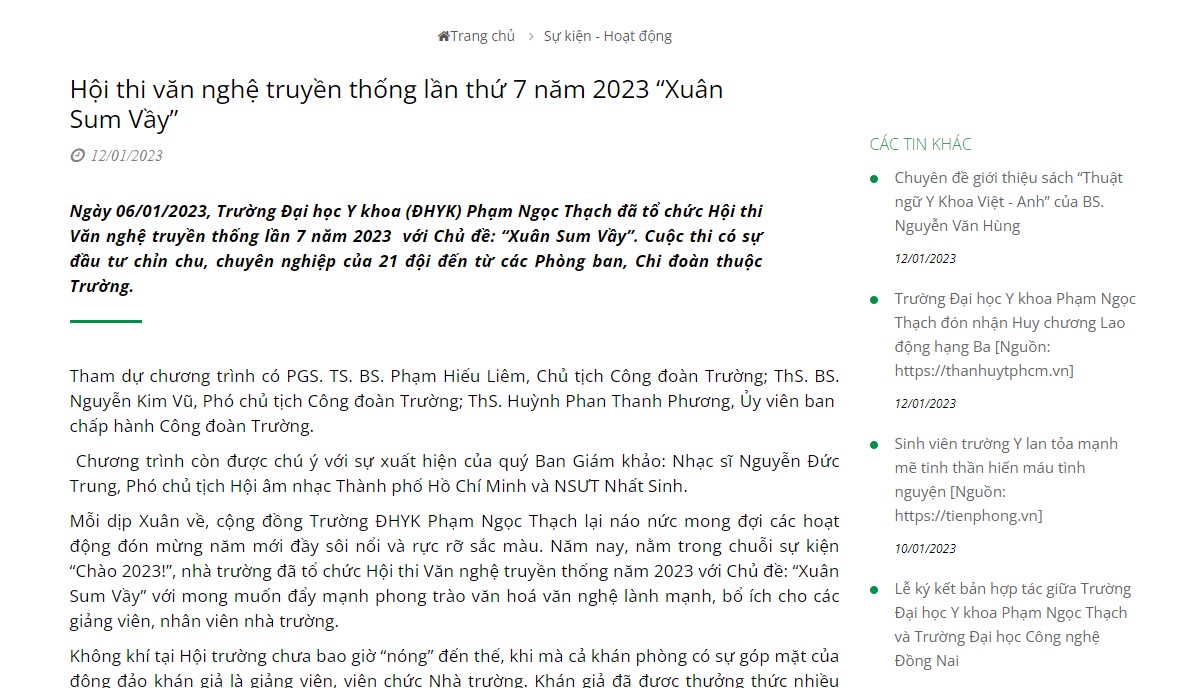 Trang chủ > Sự kiện - Hoạt động
Hội thi văn nghệ truyền thống lần thứ 7 năm 2023 “Xuân
Sum Vầy”
12/01/2023
Ngày 06/01/2023, Trường Đại học Y khoa (ĐHYK) Phạm Ngọc Thạch đã tổ chức Hội thi
Văn nghệ truyền thống lần 7 năm 2023 với Chủ đề: “Xuân Sum Vầy”. Cuộc thi có sự
đầu tư chỉn chu, chuyên nghiệp của 21 đội đến từ các Phòng ban, Chi đoàn thuộc
Trường.
Tham dự chương trình có PGS. TS. BS. Phạm Hiếu Liêm, Chủ tịch Công đoàn Trường; ThS. BS.
Nguyễn Kim Vũ, Phó chủ tịch Công đoàn Trường; ThS. Huỳnh Phan Thanh Phương, Ủy viên ban
chấp hành Công đoàn Trường.
Chương trình còn được chú ý với sự xuất hiện của quý Ban Giám khảo: Nhạc sĩ Nguyễn Đức
Trung, Phó chủ tịch Hội âm nhạc Thành phố Hồ Chí Minh và NSƯT Nhất Sinh.
Mỗi dịp Xuân về, cộng đồng Trường ĐHYK Phạm Ngọc Thạch lại náo nức mong đợi các hoạt
động đón mừng năm mới đầy sôi nổi và rực rỡ sắc màu. Năm nay, nằm trong chuỗi sự kiện
“Chào 2023!”, nhà trường đã tổ chức Hội thi Văn nghệ truyền thống năm 2023 với Chủ đề: “Xuân
Sum Vầy” với mong muốn đẩy mạnh phong trào văn hoá văn nghệ lành mạnh, bổ ích cho các
giảng viên, nhân viên nhà trường.
Không khí tại Hội trường chưa bao giờ “nóng” đến thế, khi mà cả khán phòng có sự góp mặt của
đông đảo khán giả là giảng viên, viên chức Nhà trường. Khán giả đã được thưởng thức nhiều
CÁC TIN KHÁC
Chuyên đề giới thiệu sách “Thuật
ngữ Y Khoa Việt - Anh” của BS.
Nguyễn Văn Hùng
12/01/2023
Trường Đại học Y khoa Phạm Ngọc
Thạch đón nhận Huy chương Lao
động hạng Ba [Nguồn:
https://thanhuytphcm.vn]
12/01/2023
Sinh viên trường Y lan tỏa mạnh
mẽ tinh thần hiến máu tình
nguyện [Nguồn:
https://tienphong.vn]
10/01/2023
Lễ ký kết bản hợp tác giữa Trường
Đại học Y khoa Phạm Ngọc Thạch
và Trường Đại học Công nghệ
Đồng Nai